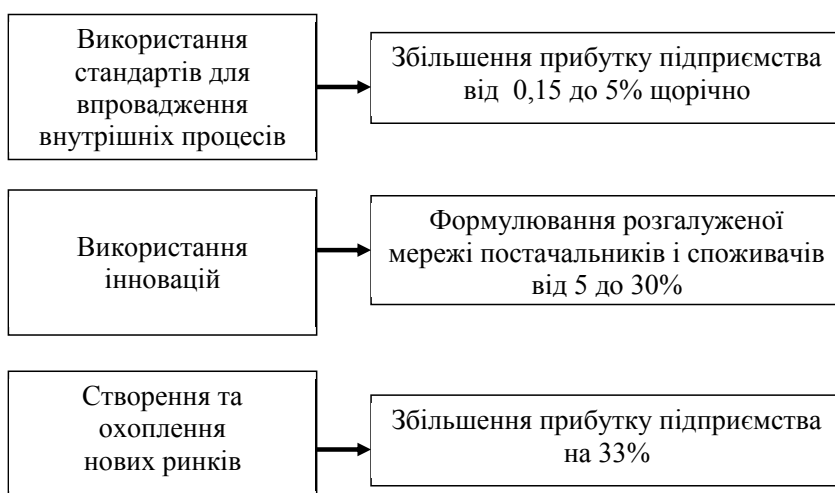 Використання
стандартів для
впровадження
внутрішніх процесів
Збільшення прибутку підприємства
від 0,15 до 5% щорічно
Використання
інновацій
Формулювання розгалуженої
мережі постачальників і споживачів
від 5 до 30%
Створення та
охоплення
нових ринків
Збільшення прибутку підприємства
на 33%